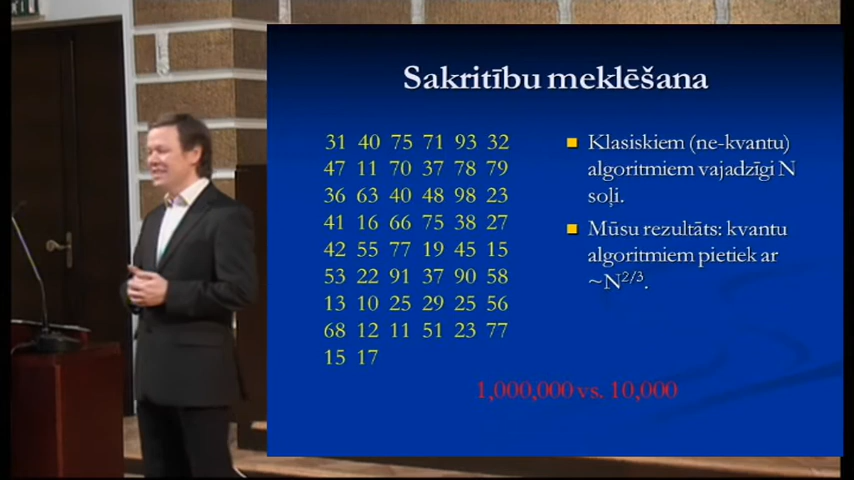 Sakritību meklēšana
31 40 75 71 93 32
47 11 70 37 78 79
36 63 40 48 98 23
41 16 66 75 38 27
42 55 77 19 45 15
53 22 91 37 90 58
13 10 25 29 25 56
68 12 11 51 23 77
15 17
Klasiskiem (ne-kvantu)
algoritmiem vajadzīgi N
soļi.
Mūsu rezultāts: kvantu
algoritmiem pietiek ar
~N^2/3.
1,000,000 vs. 10,000